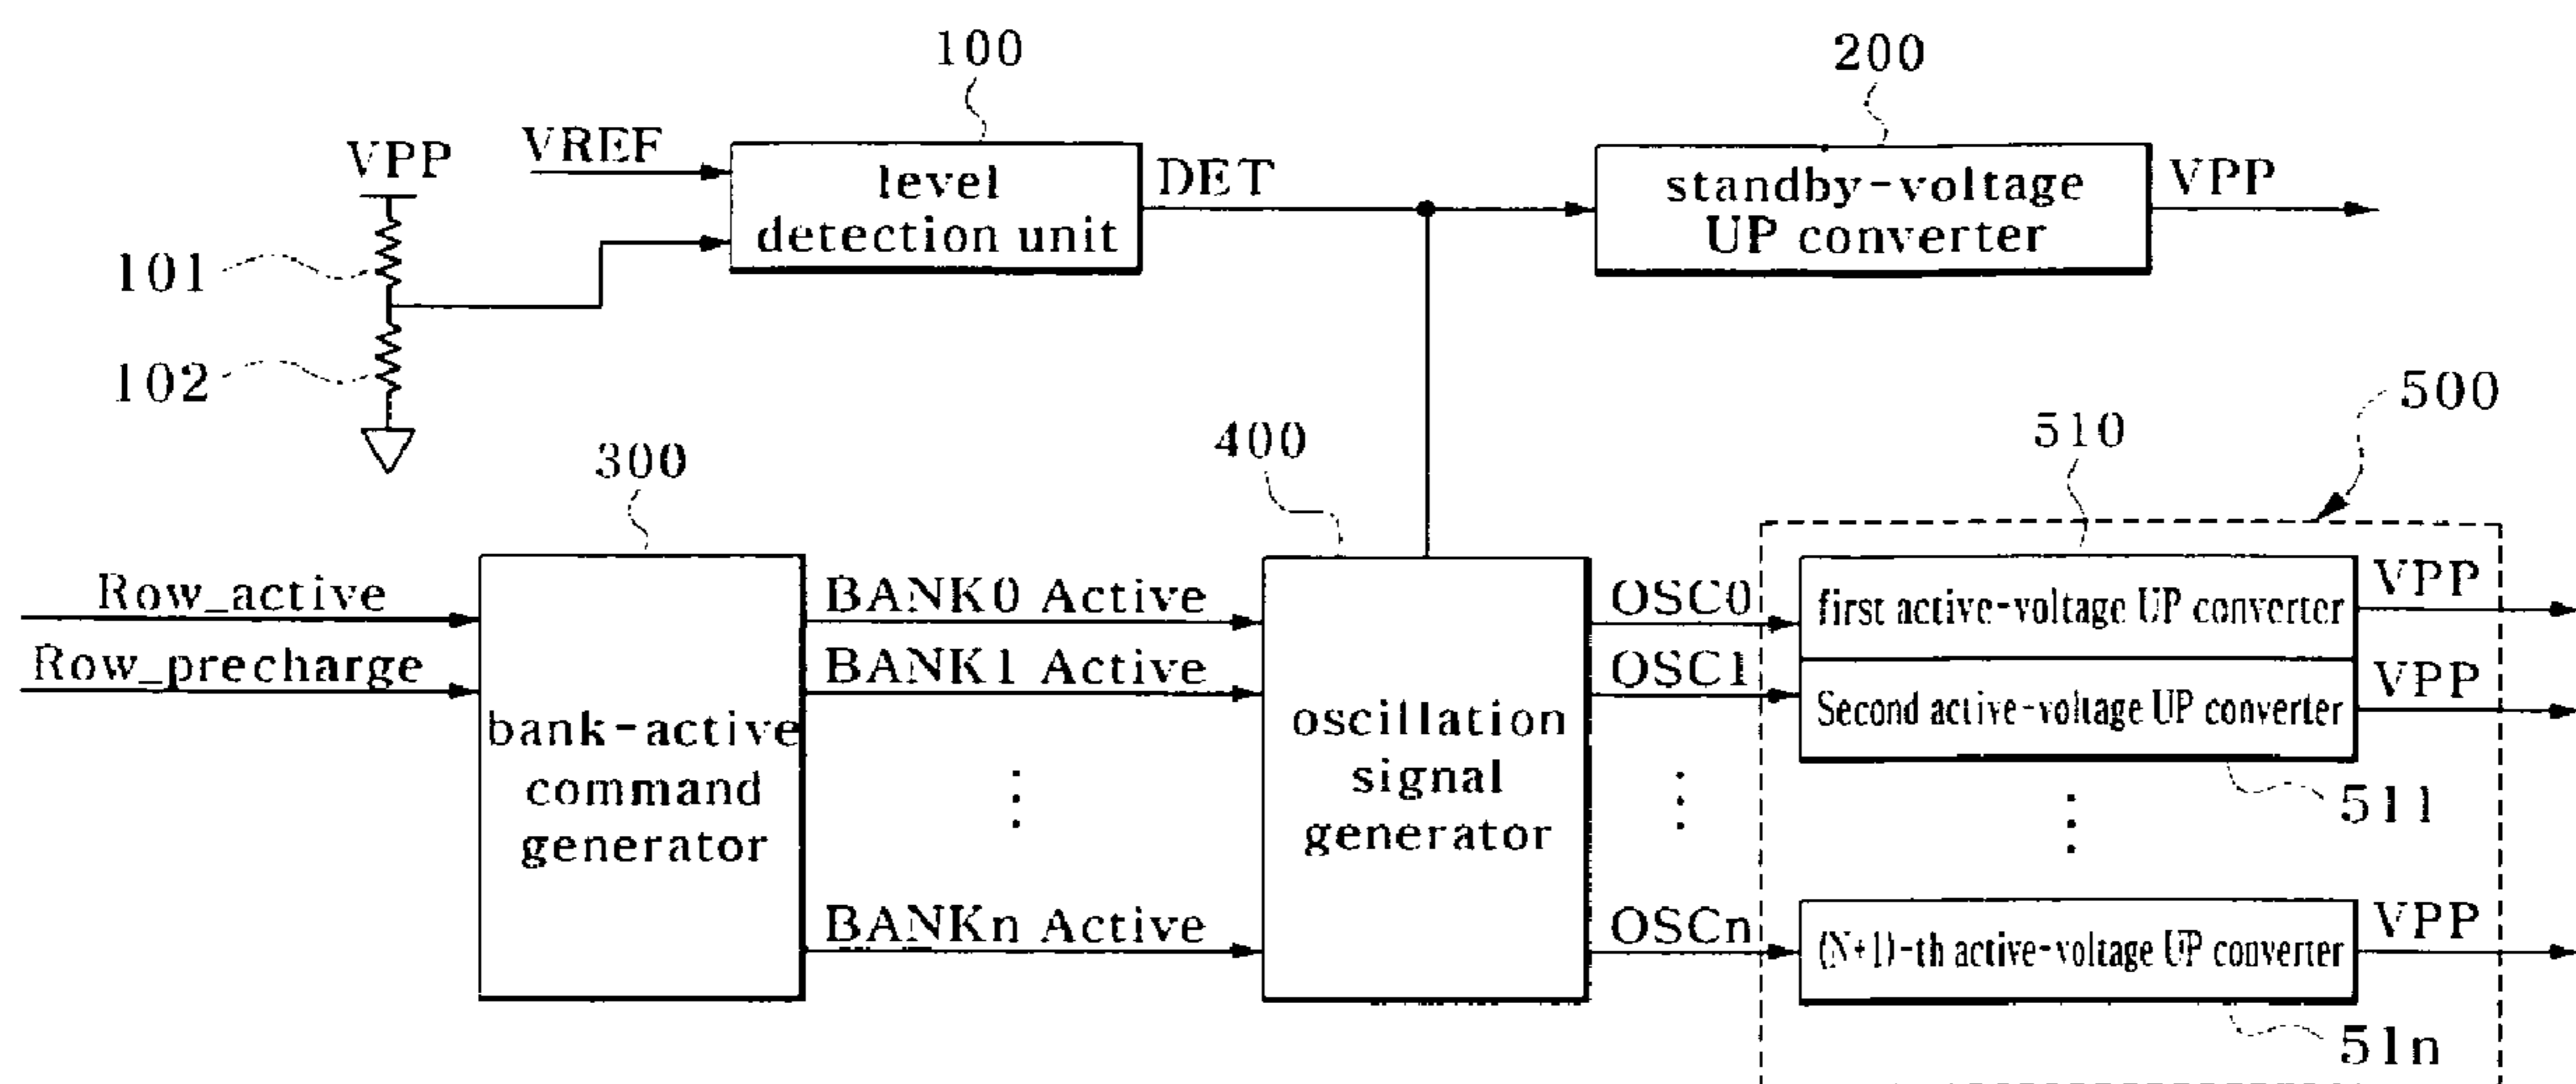 100
200
VPP
VREF
level
detection unit
DET
standby-voltage
UP converter
VPP
101
102
500
510
400
300
Row_active
Row_precharge
bank-active
command
generator
BANK0 Active
BANK1 Active
BANKn Active
oscillation
signal
generator
OSC0
OSC1
OSCn
first active-voltage UP converter
VPP
Second active-voltage UP converter
VPP
511
(N+1)-th active-voltage UP converter
VPP
51n